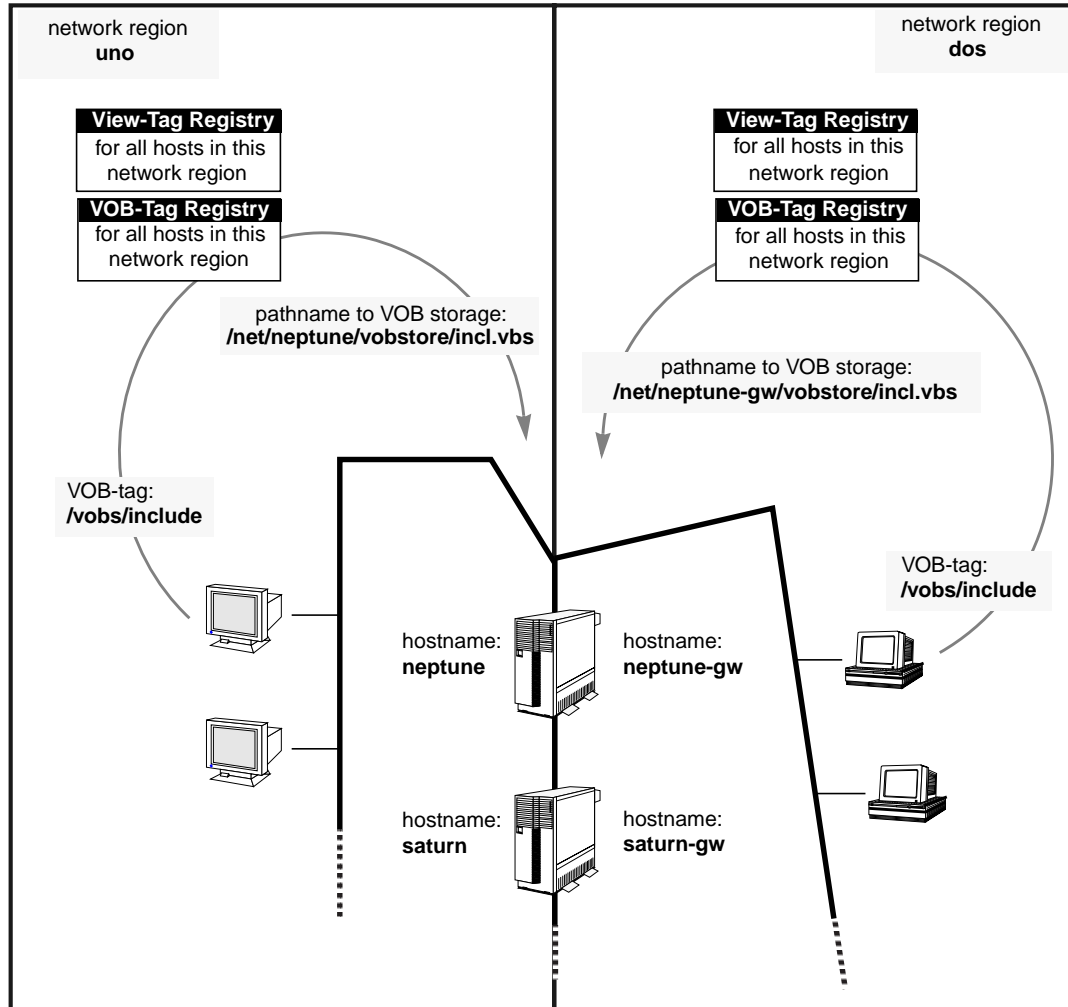 network region
uno
network region
dos
View-Tag Registry
for all hosts in this
network region
VOB-Tag Registry
for all hosts in this
network region
View-Tag Registry
for all hosts in this
network region
VOB-Tag Registry
for all hosts in this
network region
pathname to VOB storage:
/net/neptune/vobstore/incl.vbs
pathname to VOB storage:
/net/neptune-gw/vobstore/incl.vbs
VOB-tag:
/vobs/include
VOB-tag:
/vobs/include
hostname:
neptune
hostname:
neptune-gw
hostname:
saturn
hostname:
saturn-gw